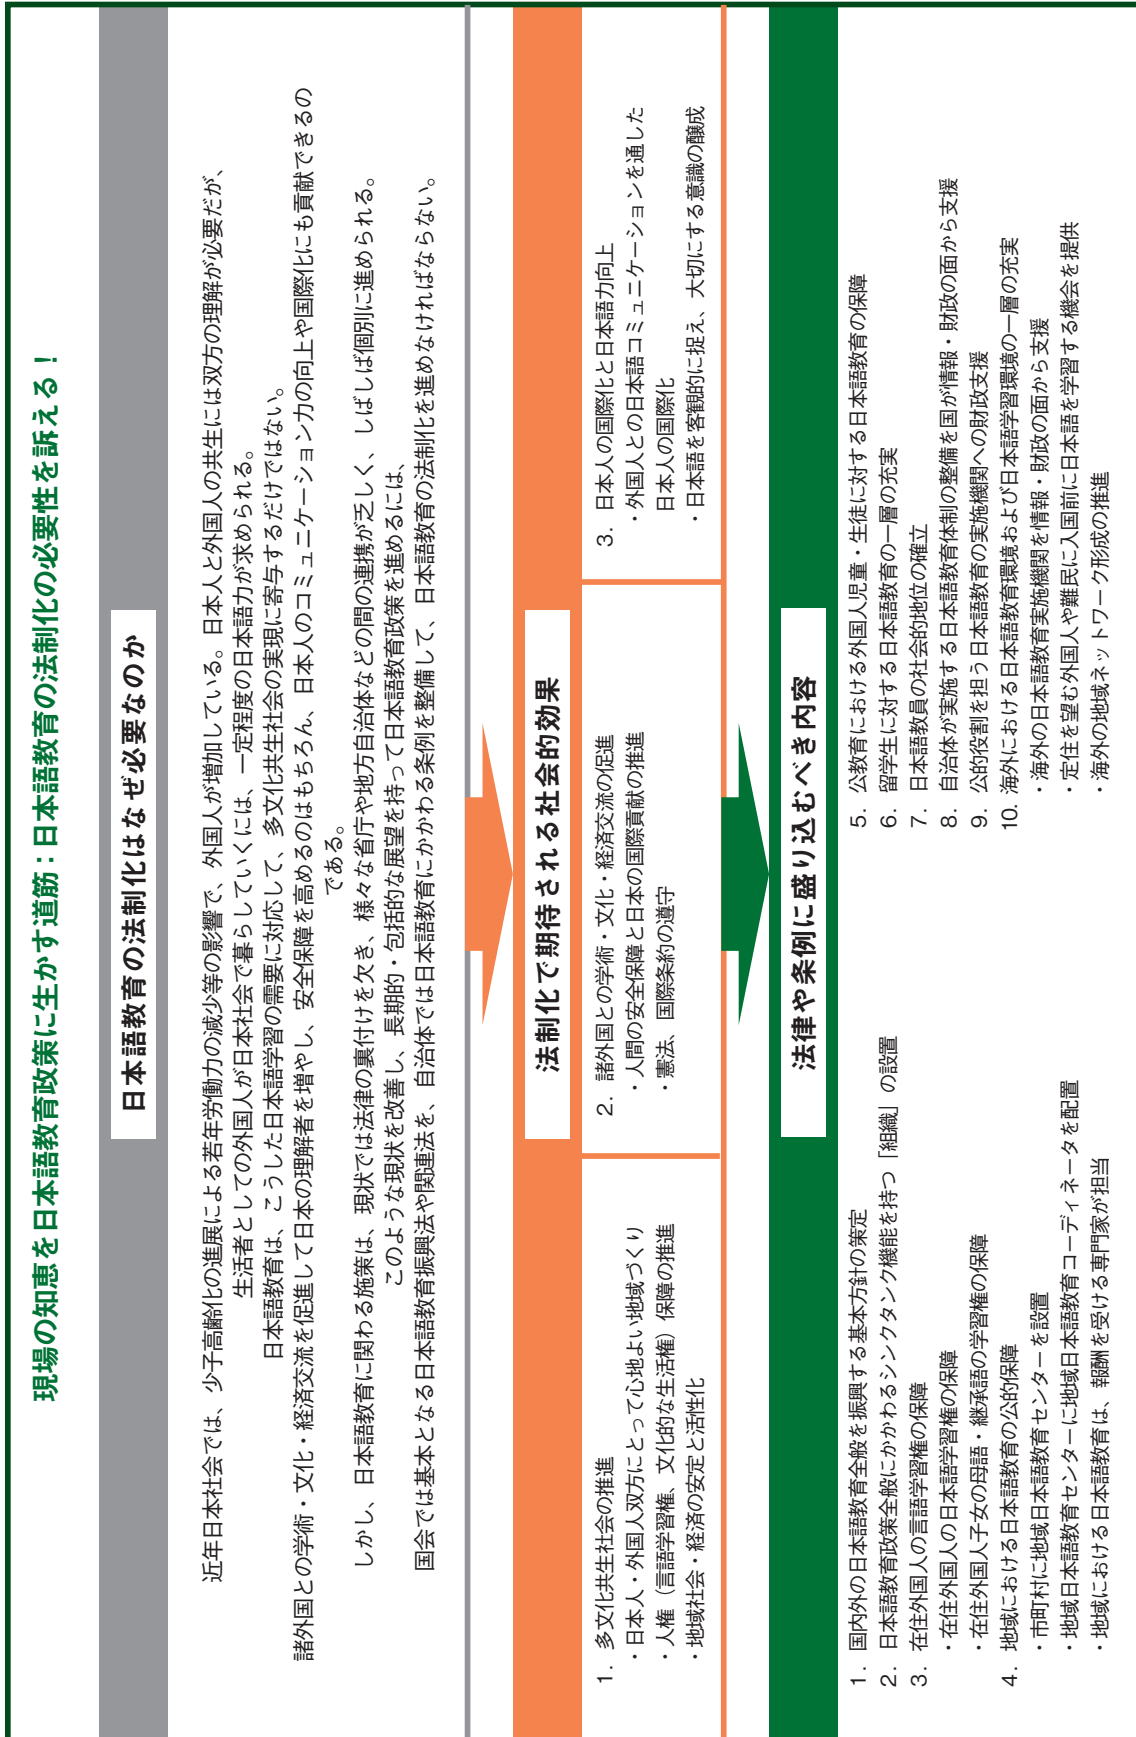 現場の知恵を日本語教育政策に生かす道筋：日本語教育の法制化の必要性を訴える！
日本語教育の法制化はなぜ必要なのか
近年日本社会では、少子高齢化の進展による若年労働力の減少等の影響で、外国人が増加している。日本人と外国人の共生には双方の理解が必要だが、
生活者としての外国人が日本社会で暮らしていくには、一定程度の日本語力が求められる。
日本語教育は、こうした日本語学習の需要に対応して、多文化共生社会の実現に寄与するだけではない。
諸外国との学術・文化・経済交流を促進して日本の理解者を増やし、安全保障を高めるのはもちろん、日本人のコミュニケーション力の向上や国際化にも貢献できるの
である。
しかし、日本語教育に関わる施策は、現状では法律の裏付けを欠き、様々な省庁や地方自治体などの間の連携が乏しく、しばしば個別に進められる。
このような現状を改善し、長期的・包括的な展望を持って日本語教育政策を進めるには、
国会では基本となる日本語教育振興法や関連法を、自治体では日本語教育にかかわる条例を整備して、日本語教育の法制化を進めなければならない。
法制化で期待される社会的効果
1. 多文化共生社会の推進
・日本人・外国人双方にとって心地よい地域づくり
・人権（言語学習権、文化的な生活権）保障の推進
・地域社会・経済の安定と活性化
2. 諸外国との学術・文化・経済交流の促進
・人間の安全保障と日本の国際貢献の推進
・憲法、国際条約の遵守
3. 日本人の国際化と日本語力向上
・外国人との日本語コミュニケーションを通した
日本人の国際化
・日本語を客観的に捉え、大切にする意識の醸成
法律や条例に盛り込むべき内容
1. 国内外の日本語教育全般を振興する基本方針の策定
2. 日本語教育政策全般にかかわるシンクタンク機能を持つ「組織」の設置
3. 在住外国人の言語学習権の保障
・在住外国人の日本語学習権の保障
・在住外国人子女の母語・継承語の学習権の保障
4. 地域における日本語教育の公的保障
・市町村に地域日本語教育センターを設置
・地域日本語教育センターに地域日本語教育コーディネータを配置
・地域における日本語教育は、報酬を受ける専門家が担当
5. 公教育における外国人児童・生徒に対する日本語教育の保障
6. 留学生に対する日本語教育の一層の充実
7. 日本語教員の社会的地位の確立
8. 自治体が実施する日本語教育体制の整備を国が情報・財政の面から支援
9. 公的役割を担う日本語教育の実施機関への財政支援
10. 海外における日本語教育環境および日本語学習環境の一層の充実
・海外の日本語教育実施機関を情報・財政の面から支援
・定住を望む外国人や難民に入国前に日本語を学習する機会を提供
・海外の地域ネットワーク形成の推進